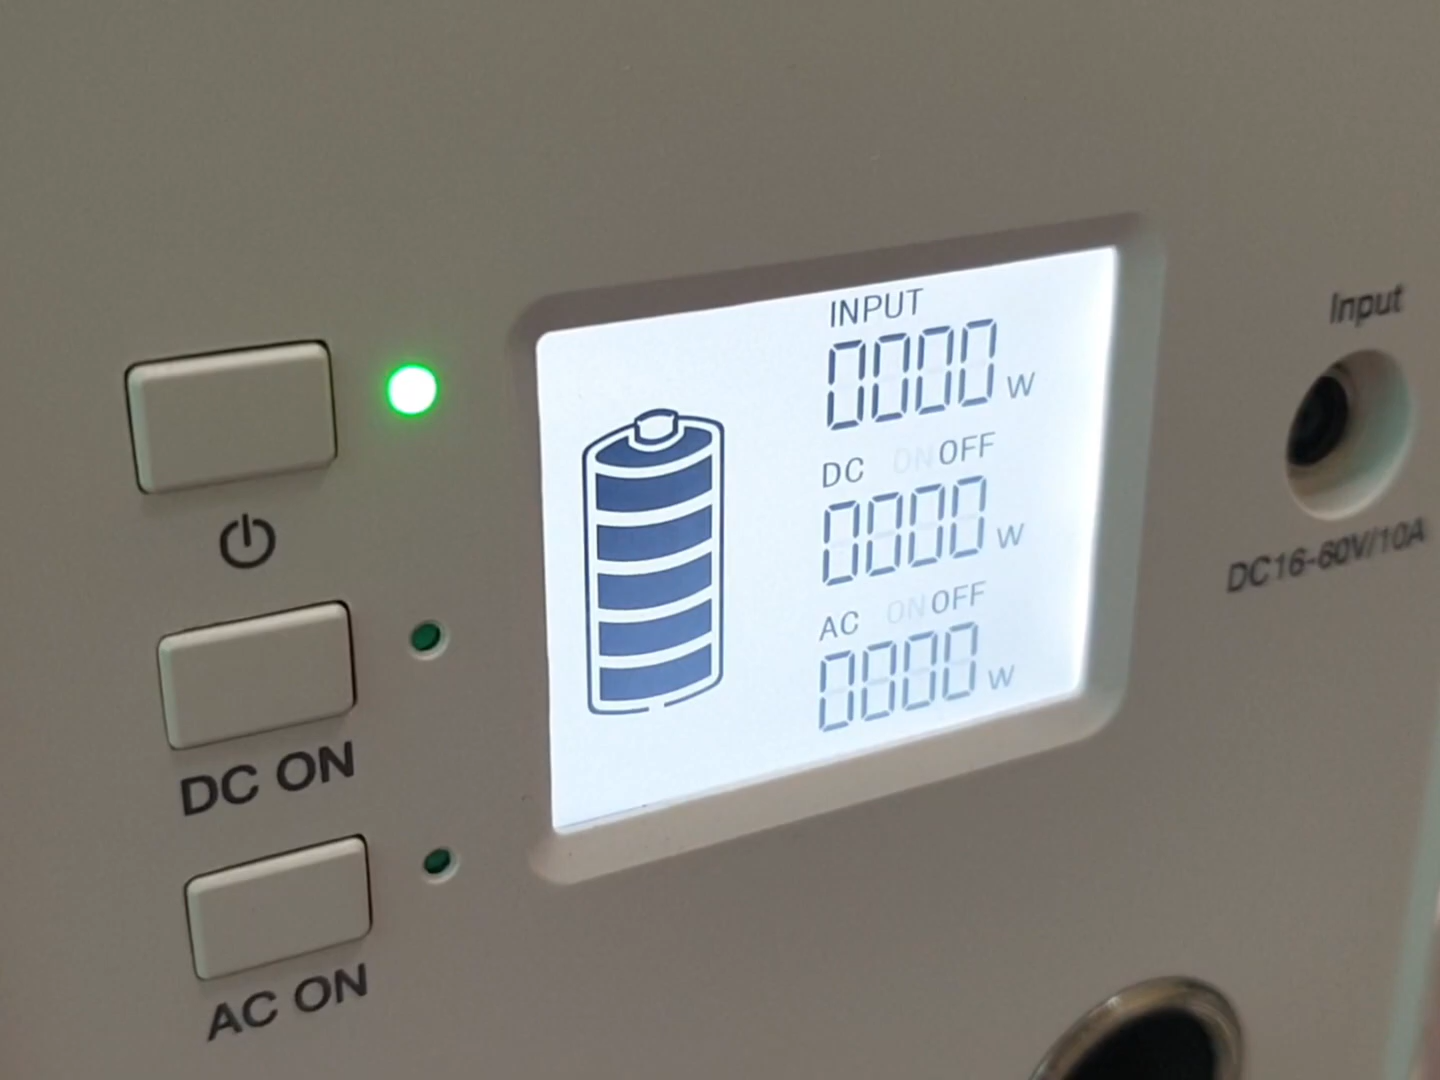 INPUT
0000 W
DC ON OFF
0000 W
AC ON OFF
0000 W
DC ON
AC ON
Input
DC16-60V/10A